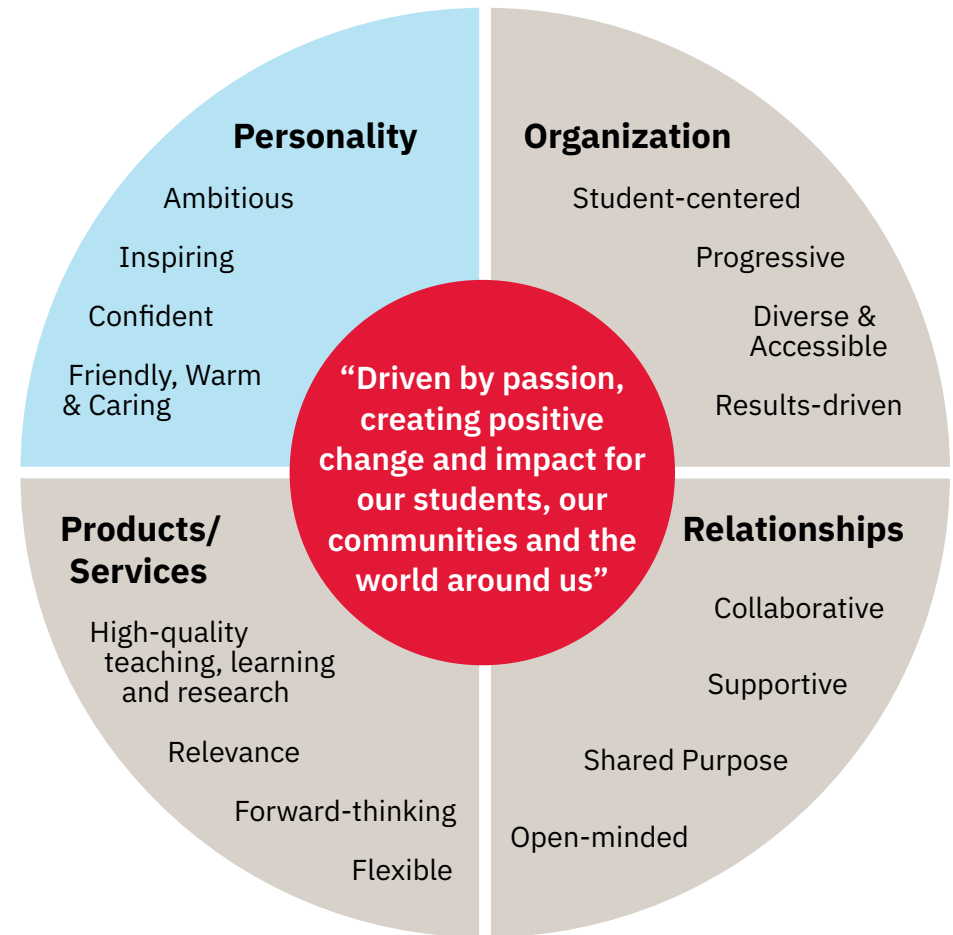 Personality
Ambitious
Inspiring
Confident
Friendly, Warm
& Caring
Organization
Student-centered
Progressive
Diverse &
Accessible
Results-driven
“Driven by passion,
creating positive
change and impact for
our students, our
communities and the
world around us”
Products/
Services
High-quality
teaching, learning
and research
Relevance
Forward-thinking
Flexible
Relationships
Collaborative
Supportive
Shared Purpose
Open-minded